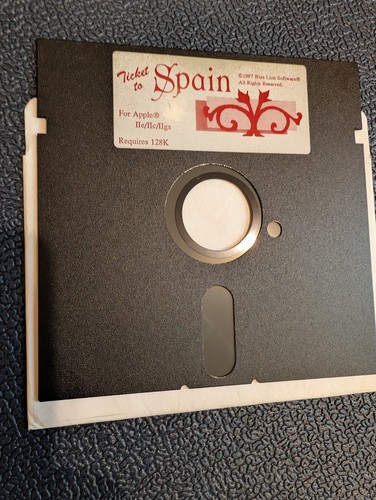 Ticket to Spain
©1987 Blue Lion Software®
All Rights Reserved.
For Apple®
IIe/IIc/IIgs
Requires 128K